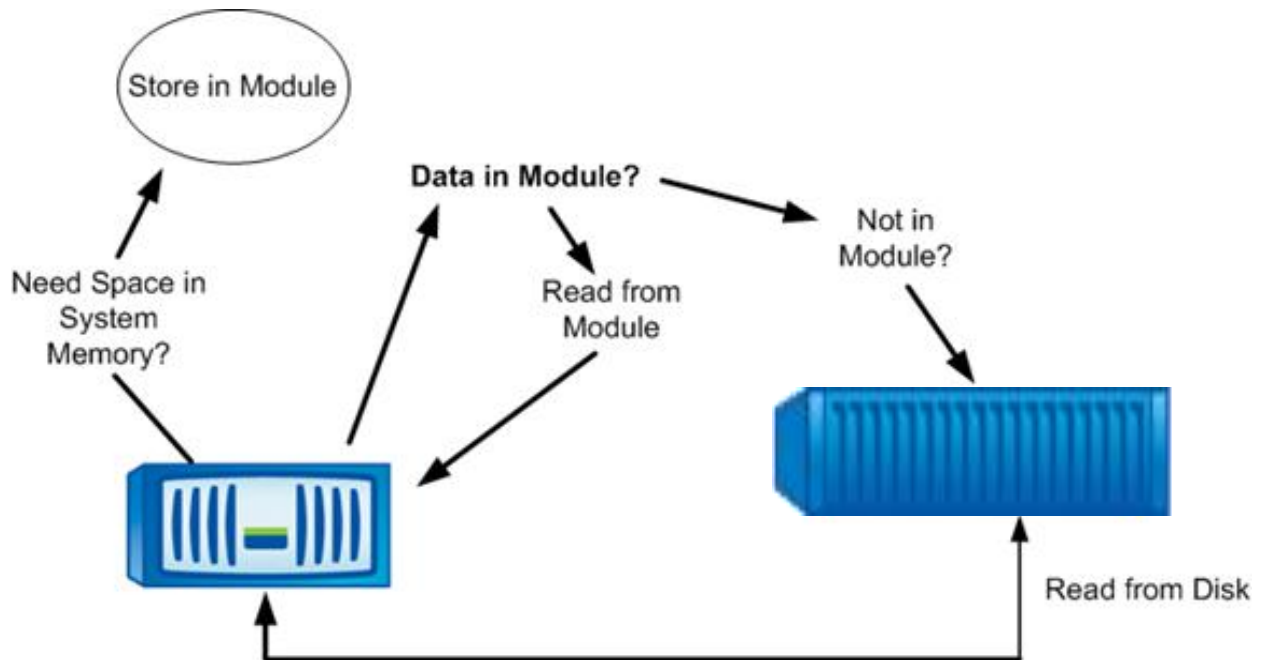 Store in Module
Data in Module?
Not in
Module?
Need Space in
System
Memory?
Read from
Module
Read from Disk